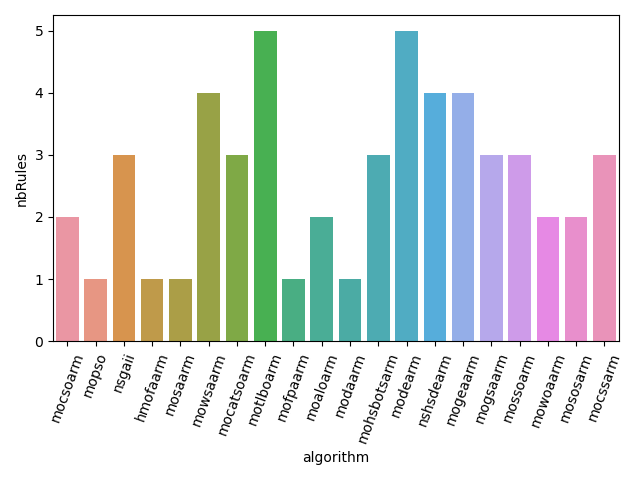 5
4
3
2
1
0
nbRules
mocsoarm
mopso
nsgaii
hmofaarm
mosaarm
mowsaarm
mocatsoarm
motlboarm
mofpaarm
moaloarm
modaarm
mohsbotsarm
modearm
nshsdearm
mogeaarm
mogsaarm
mossoarm
mowoaarm
mososarm
mocssarm
algorithm